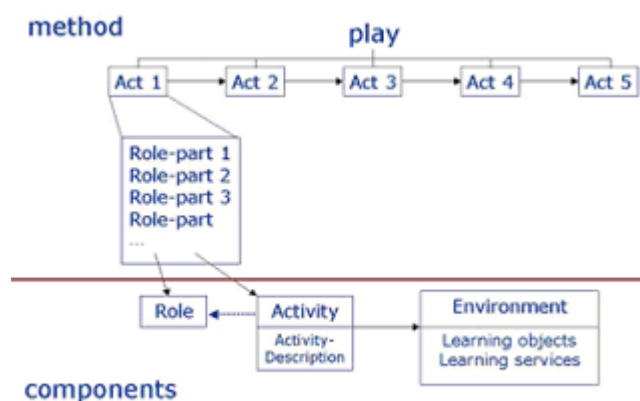 method
play
Act 1
Act 2
Act 3
Act 4
Act 5
Role-part 1
Role-part 2
Role-part 3
Role-part
...
Role
Activity
Activity-
Description
Environment
Learning objects
Learning services
components